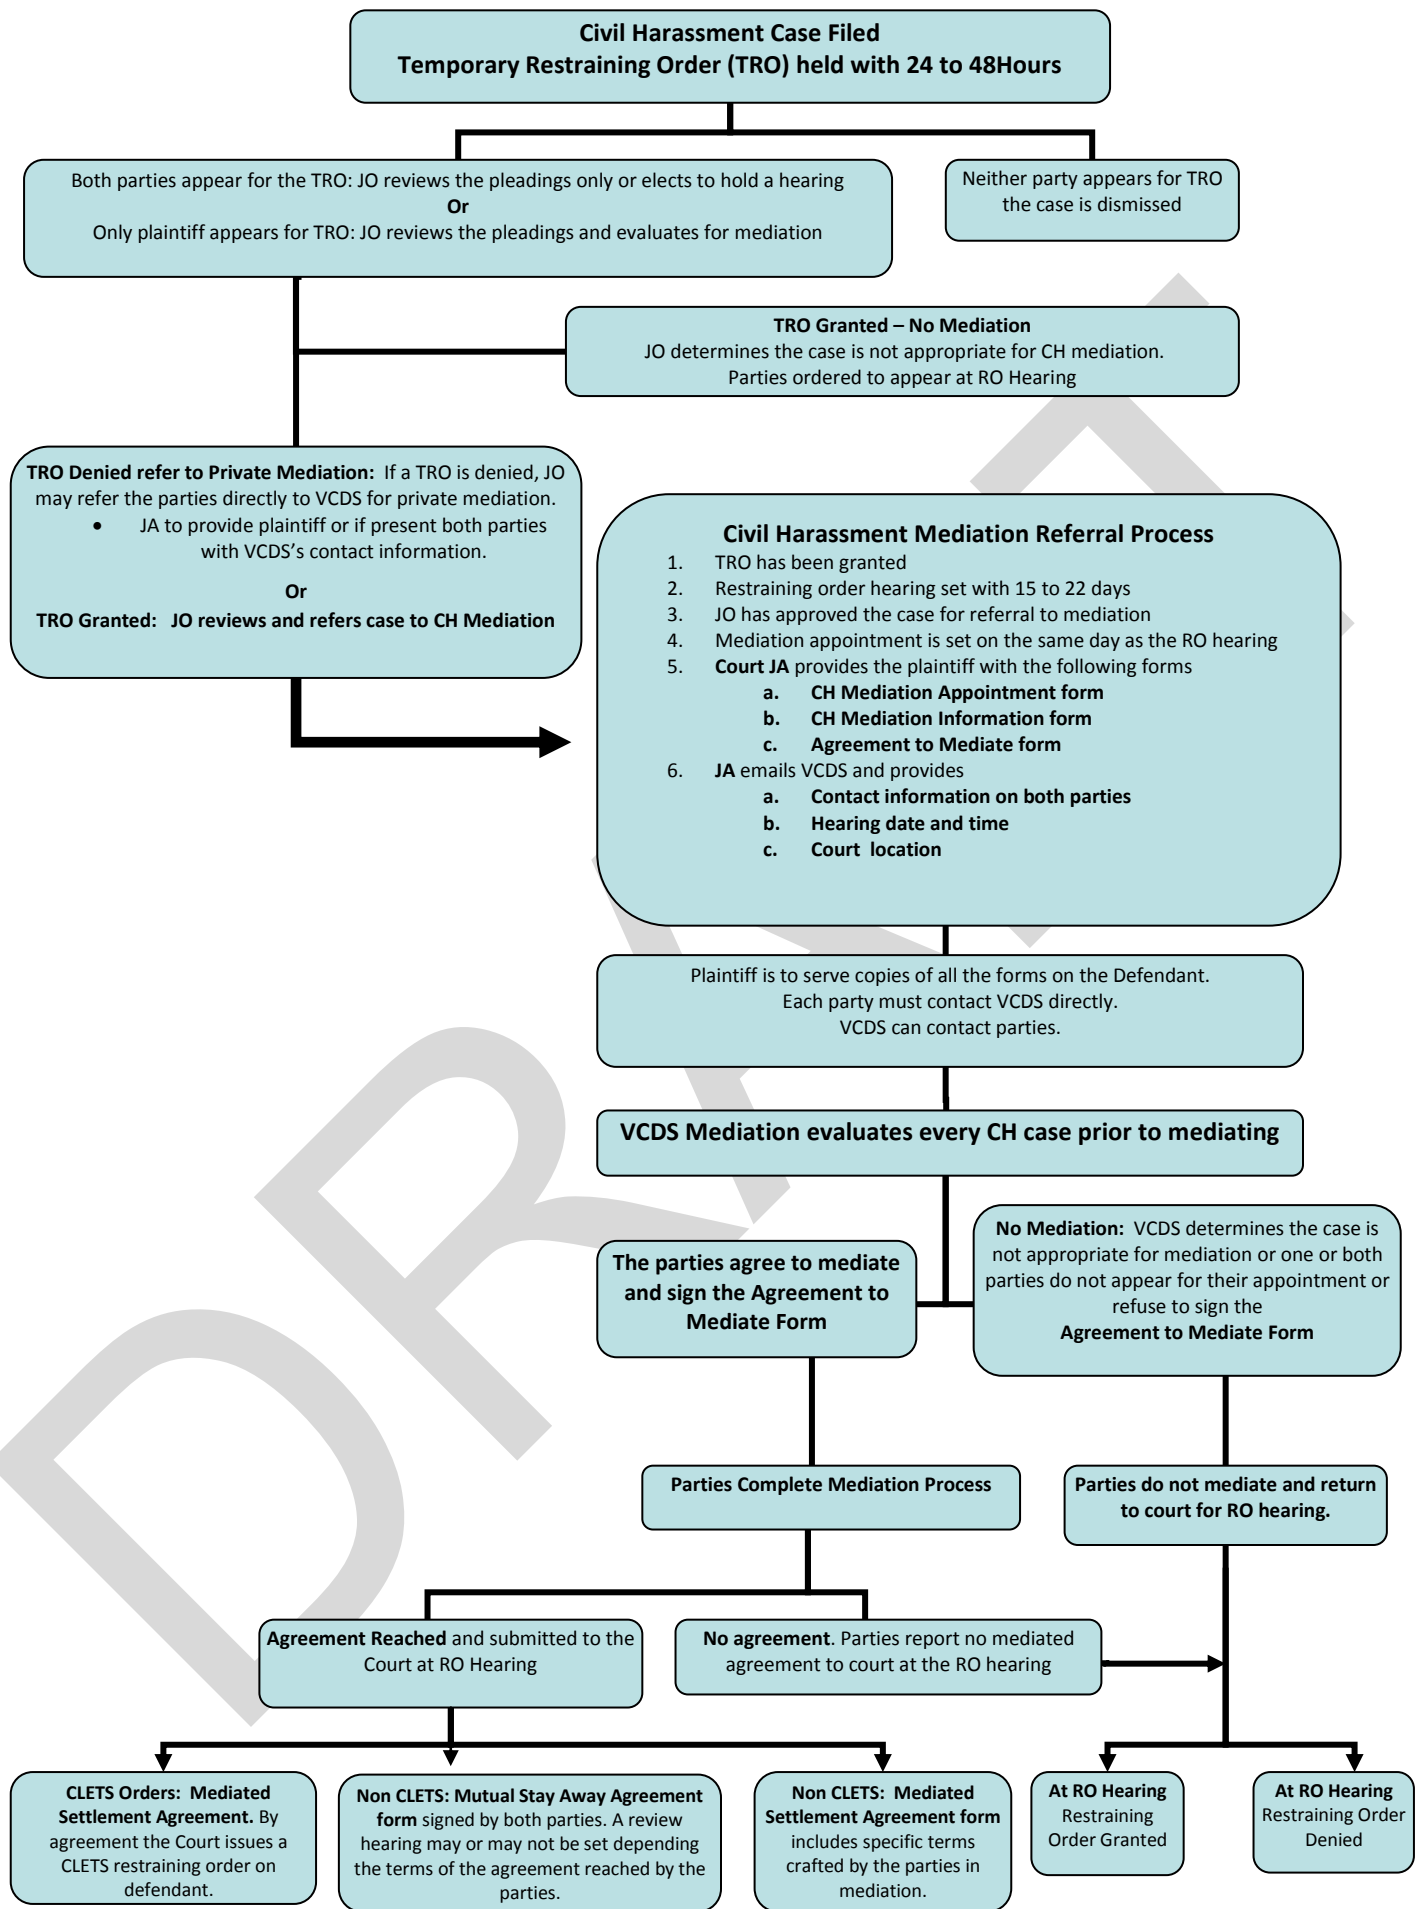 Civil Harassment Case Filed
Temporary Restraining Order (TRO) held with 24 to 48Hours
Both parties appear for the TRO: JO reviews the pleadings only or elects to hold a hearing
Or
Only plaintiff appears for TRO: JO reviews the pleadings and evaluates for mediation
Neither party appears for TRO
the case is dismissed
TRO Granted – No Mediation
JO determines the case is not appropriate for CH mediation.
Parties ordered to appear at RO Hearing
TRO Denied refer to Private Mediation: If a TRO is denied, JO
may refer the parties directly to VCDS for private mediation.
• JA to provide plaintiff or if present both parties
with VCDS's contact information.
Or
TRO Granted: JO reviews and refers case to CH Mediation
Civil Harassment Mediation Referral Process
1. TRO has been granted
2. Restraining order hearing set with 15 to 22 days
3. JO has approved the case for referral to mediation
4. Mediation appointment is set on the same day as the RO hearing
5. Court JA provides the plaintiff with the following forms
a. CH Mediation Appointment form
b. CH Mediation Information form
c. Agreement to Mediate form
6. JA emails VCDS and provides
a. Contact information on both parties
b. Hearing date and time
c. Court location
Plaintiff is to serve copies of all the forms on the Defendant.
Each party must contact VCDS directly.
VCDS can contact parties.
VCDS Mediation evaluates every CH case prior to mediating
The parties agree to mediate
and sign the Agreement to
Mediate Form
No Mediation: VCDS determines the case is
not appropriate for mediation or one or both
parties do not appear for their appointment or
refuse to sign the
Agreement to Mediate Form
Parties Complete Mediation Process
Parties do not mediate and return
to court for RO hearing.
Agreement Reached and submitted to the
Court at RO Hearing
No agreement. Parties report no mediated
agreement to court at the RO hearing
CLETS Orders: Mediated
Settlement Agreement. By
agreement the Court issues a
CLETS restraining order on
defendant.
Non CLETS: Mutual Stay Away Agreement
form signed by both parties. A review
hearing may or may not be set depending
the terms of the agreement reached by the
parties.
Non CLETS: Mediated
Settlement Agreement form
includes specific terms
crafted by the parties in
mediation.
At RO Hearing
Restraining
Order Granted
At RO Hearing
Restraining Order
Denied
DRAFT